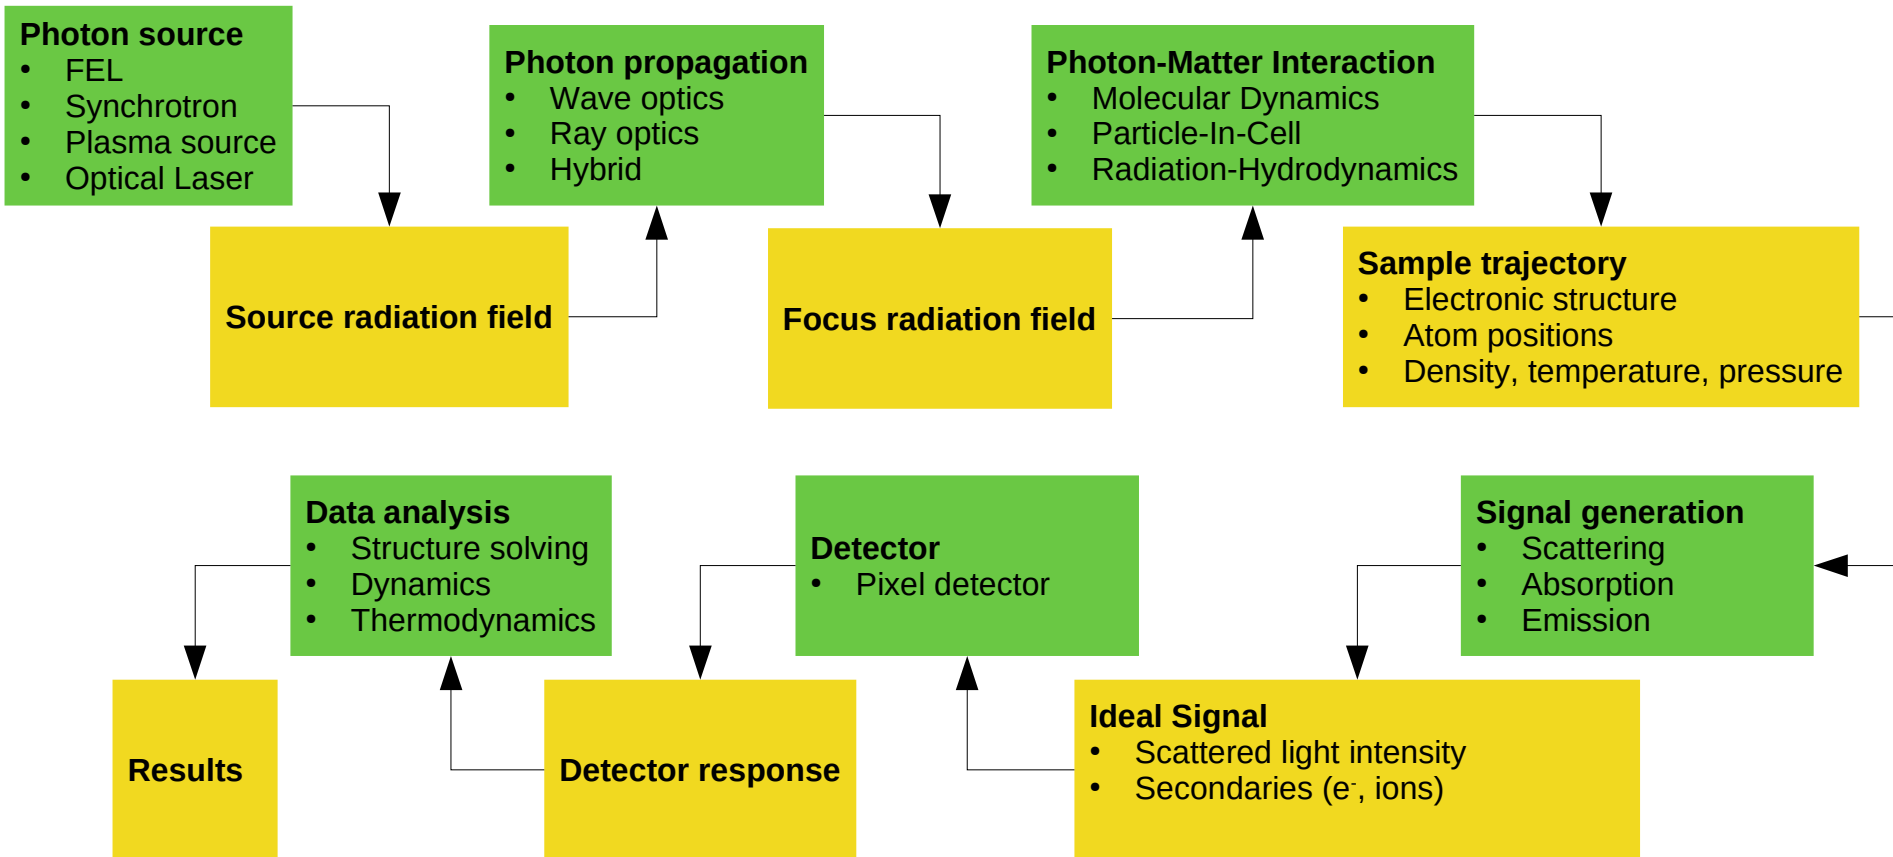 Photon source
• FEL
• Synchrotron
• Plasma source
• Optical Laser
Photon propagation
• Wave optics
• Ray optics
• Hybrid
Photon-Matter Interaction
• Molecular Dynamics
• Particle-In-Cell
• Radiation-Hydrodynamics
Source radiation field
Focus radiation field
Sample trajectory
• Electronic structure
• Atom positions
• Density, temperature, pressure
Data analysis
• Structure solving
• Dynamics
• Thermodynamics
Detector
• Pixel detector
Signal generation
• Scattering
• Absorption
• Emission
Results
Detector response
Ideal Signal
• Scattered light intensity
• Secondaries (e⁻, ions)